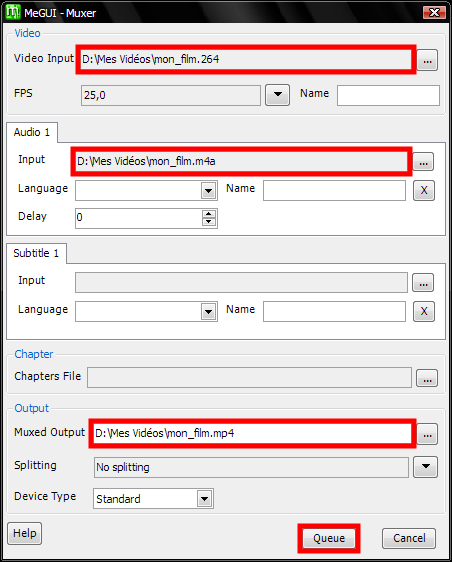 MeGUI - Muxer
Video
Video Input D:\Mes Vidéos\mon_film.264 ...
FPS 25,0 Name
Audio 1
Input D:\Mes Vidéos\mon_film.m4a ...
Language Name X
Delay 0
Subtitle 1
Input ...
Language Name X
Chapter
Chapters File ...
Output
Muxed Output D:\Mes Vidéos\mon_film.mp4 ...
Splitting No splitting
Device Type Standard
Help Queue Cancel